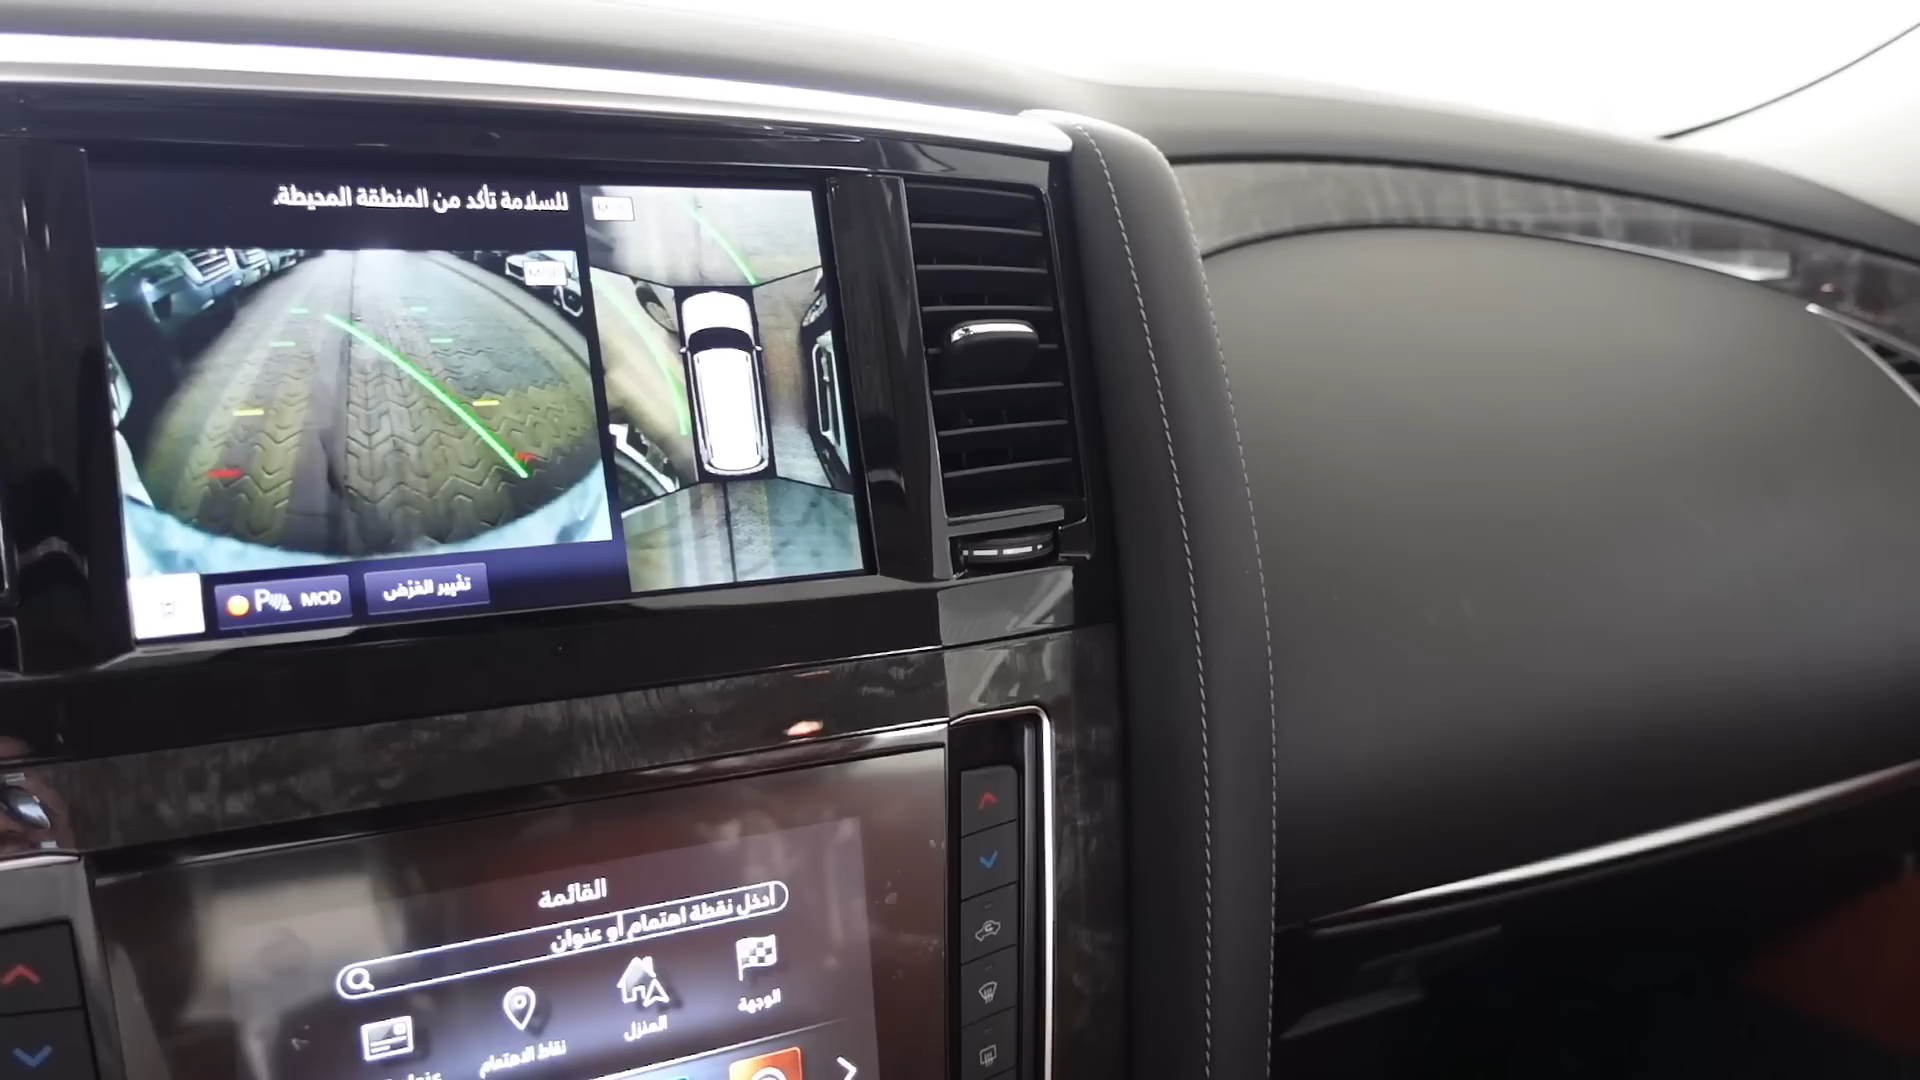 للسلامة تأكد من المنطقة المحيطة.
MOD
تغيير العرض
القائمة
أدخل نقطة اهتمام أو عنوان
الوجهة
المنزل
نقاط الاهتمام